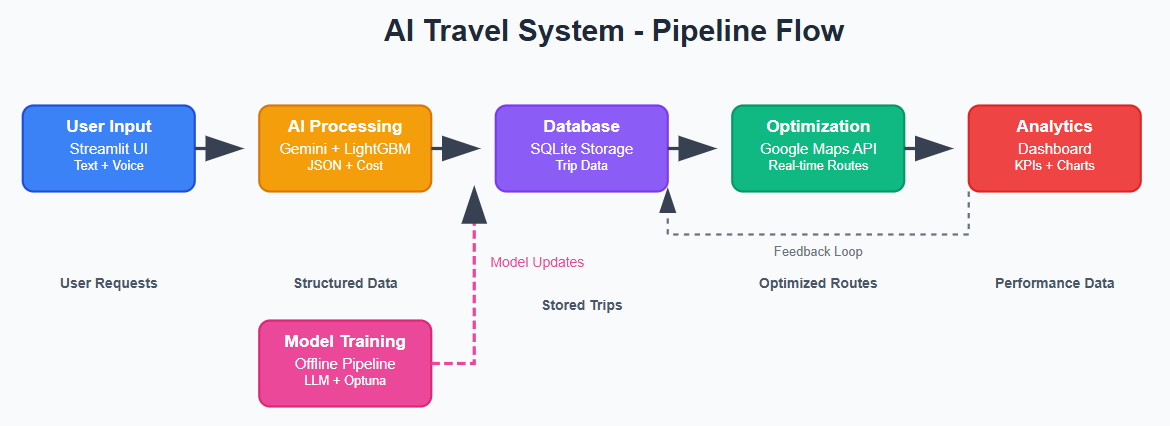 AI Travel System - Pipeline Flow
User Input
Streamlit UI
Text + Voice
AI Processing
Gemini + LightGBM
JSON + Cost
Database
SQLite Storage
Trip Data
Optimization
Google Maps API
Real-time Routes
Analytics
Dashboard
KPIs + Charts
Feedback Loop
Model Updates
User Requests
Structured Data
Stored Trips
Optimized Routes
Performance Data
Model Training
Offline Pipeline
LLM + Optuna